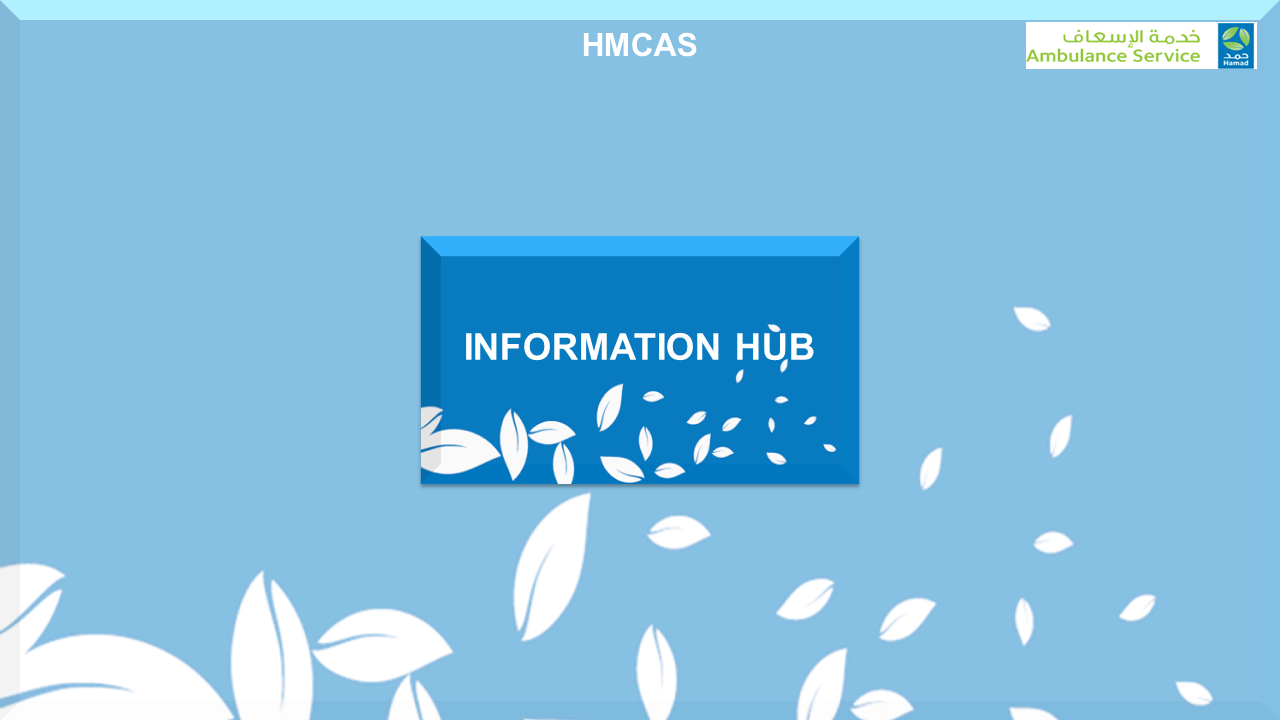 HMCAS
خدمة الإسعاف
Ambulance Service
حمد
Hamad
INFORMATION HUB